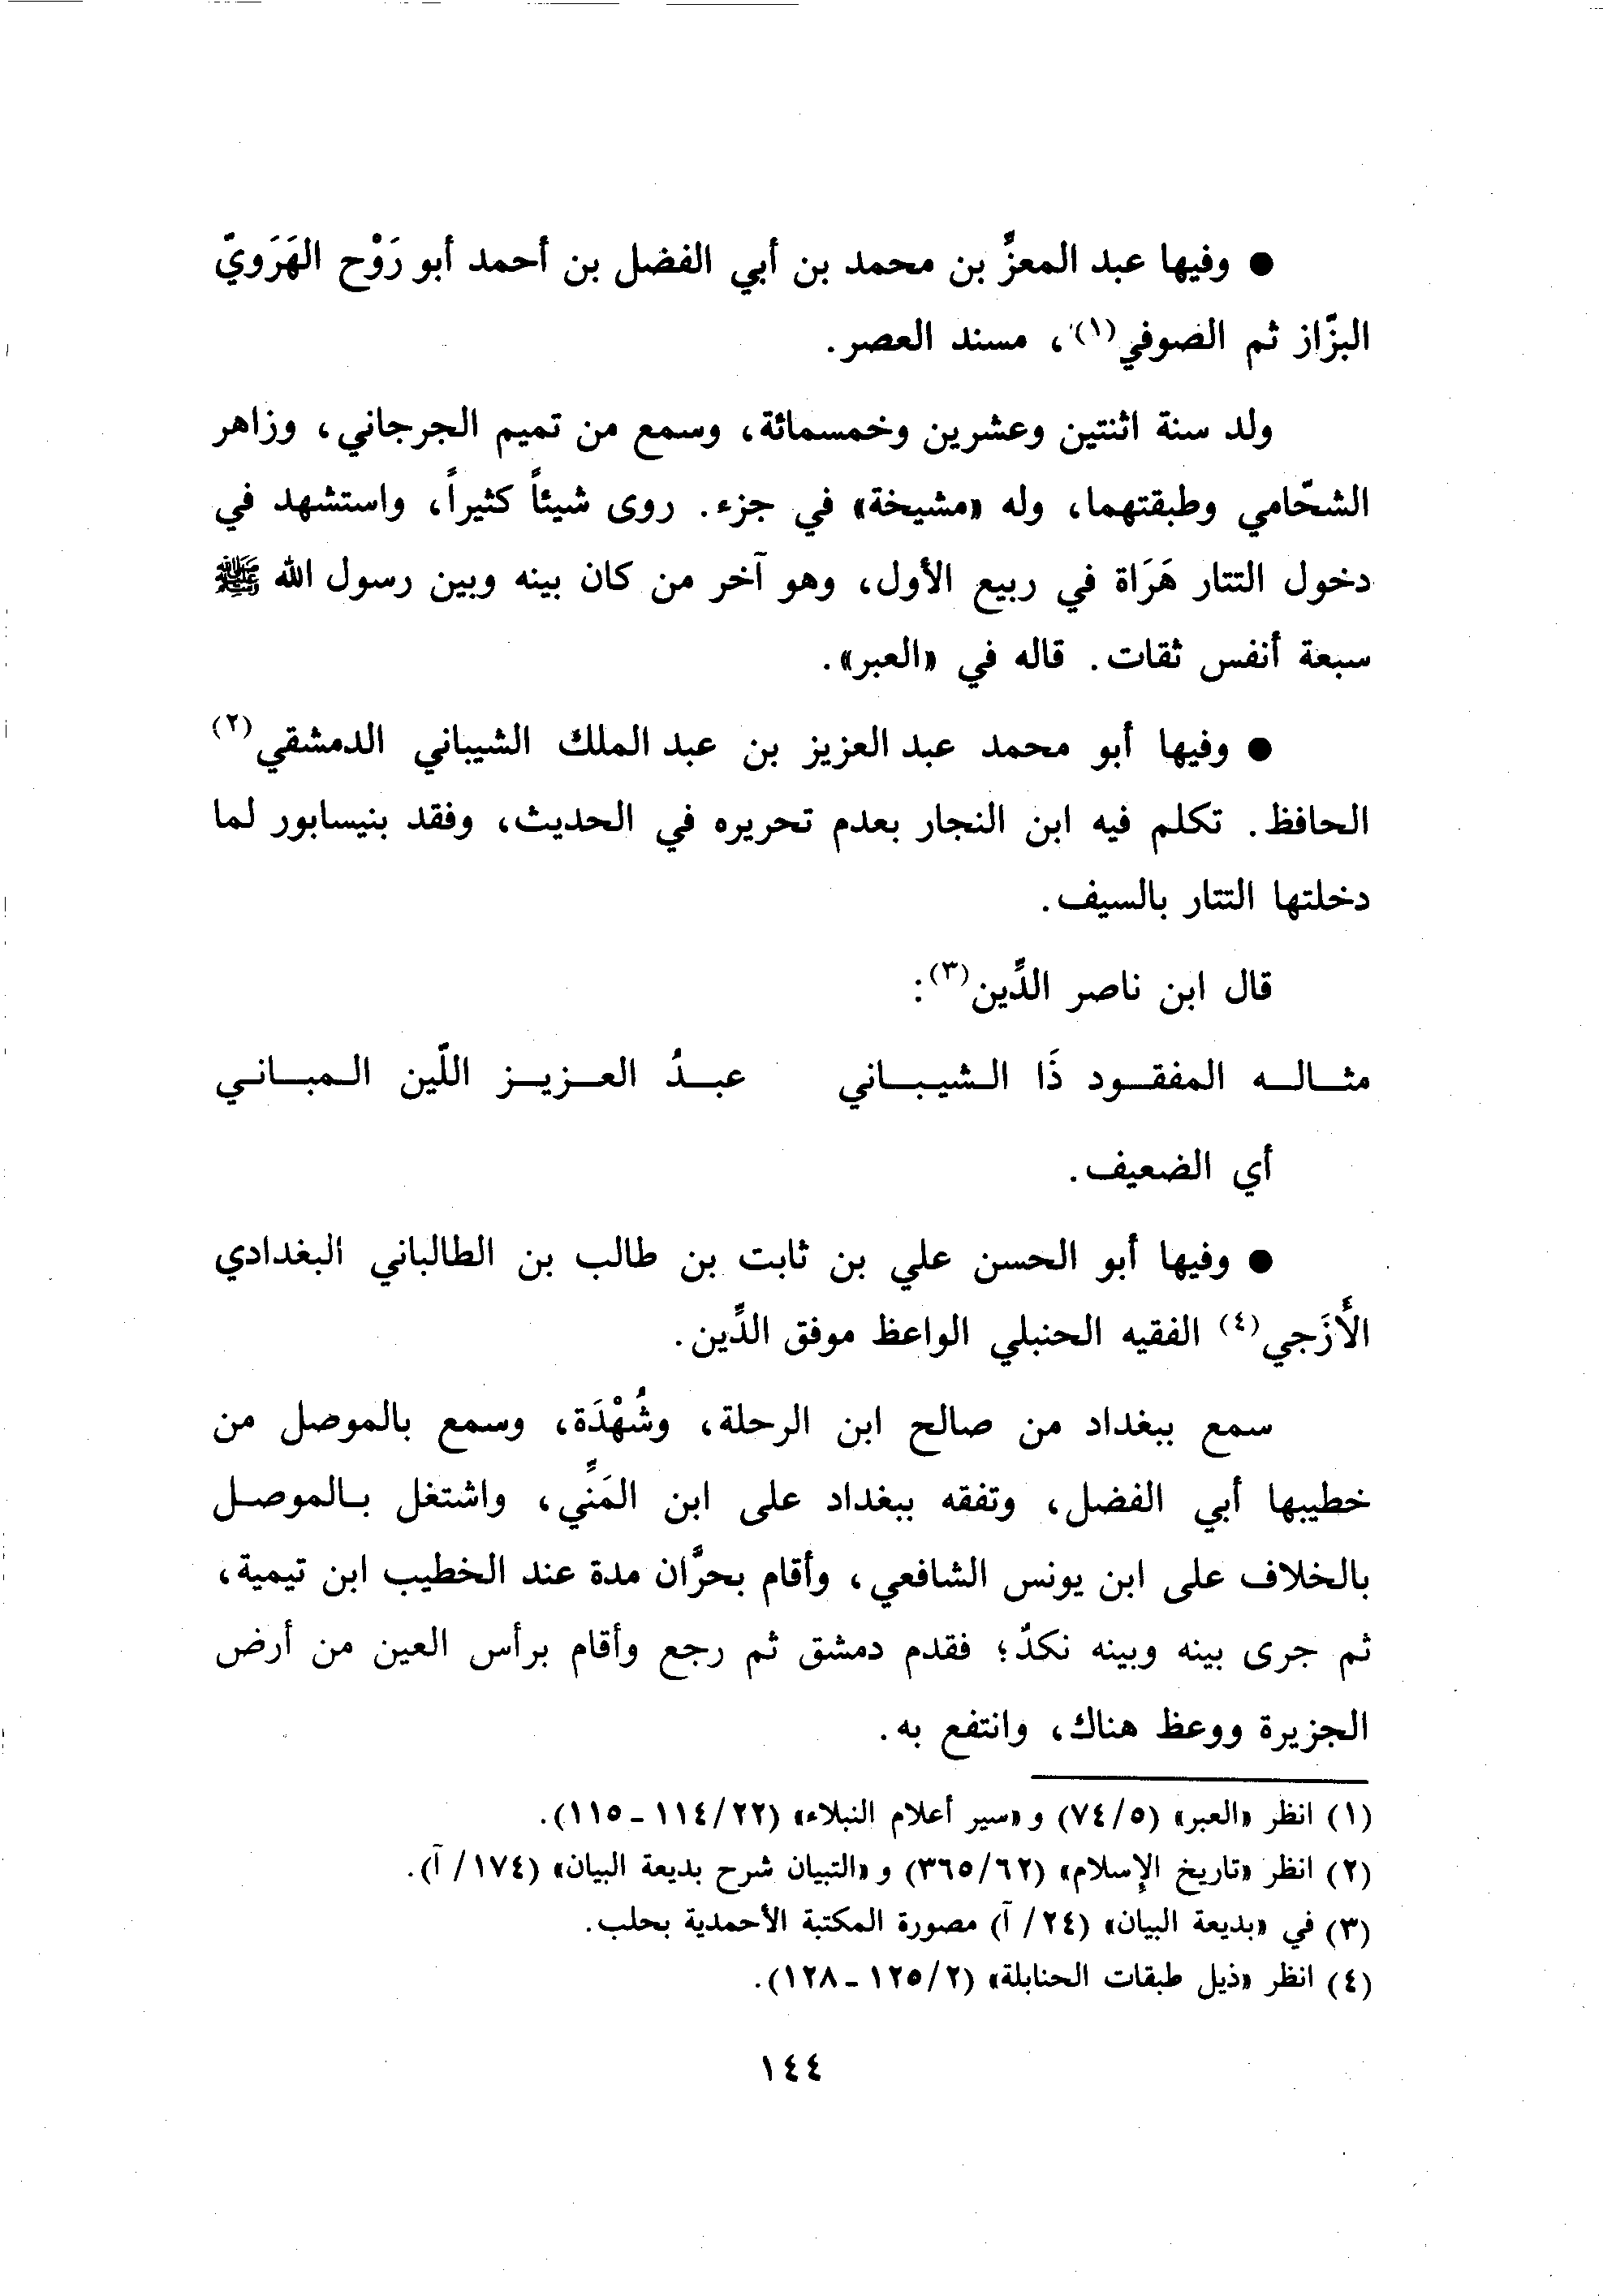 ● وفيها عبد المعزِّ بن محمد بن أبي الفضل بن أحمد أبو رَوْح الهَرَويّ
البزَّاز ثم الصوفي(١)، مسند العصر.
ولد سنة اثنتين وعشرين وخمسمائة، وسمع من تميم الجرجاني، وزاهر
الشحّامي وطبقتهما، وله «مشيخة» في جزء. روى شيئاً كثيراً، واستشهد في
دخول التتار هَرَاة في ربيع الأول، وهو آخر من كان بينه وبين رسول الله ﷺ
سبعة أنفس ثقات. قاله في «العبر».
● وفيها أبو محمد عبد العزيز بن عبد الملك الشيباني الدمشقي(٢)
الحافظ. تكلم فيه ابن النجار بعدم تحريره في الحديث، وفقد بنيسابور لما
دخلتها التتار بالسيف.
قال ابن ناصر الدِّين(٣):
مثاله المفقود ذَا الشيباني عبدُ العزيز اللّين المباني
أي الضعيف.
● وفيها أبو الحسن علي بن ثابت بن طالب بن الطالباني البغدادي
الأَزَجي(٤) الفقيه الحنبلي الواعظ موفق الدِّين.
سمع ببغداد من صالح ابن الرحلة، وشُهْدَة، وسمع بالموصل من
خطيبها أبي الفضل، وتفقه ببغداد على ابن المَنِّي، واشتغل بالموصل
بالخلاف على ابن يونس الشافعي، وأقام بحرَّان مدة عند الخطيب ابن تيمية،
ثم جرى بينه وبينه نكدٌ؛ فقدم دمشق ثم رجع وأقام برأس العين من أرض
الجزيرة ووعظ هناك، وانتفع به.
(١) انظر «العبر» (٧٤/٥) و «سير أعلام النبلاء» (١١٤/٢٢ - ١١٥).
(٢) انظر «تاريخ الإسلام» (٣٦٥/٦٢) و «التبيان شرح بديعة البيان» (١٧٤/ آ).
(٣) في «بديعة البيان» (٢٤/ آ) مصورة المكتبة الأحمدية بحلب.
(٤) انظر «ذيل طبقات الحنابلة» (١٢٥/٢ - ١٢٨).
١٤٤